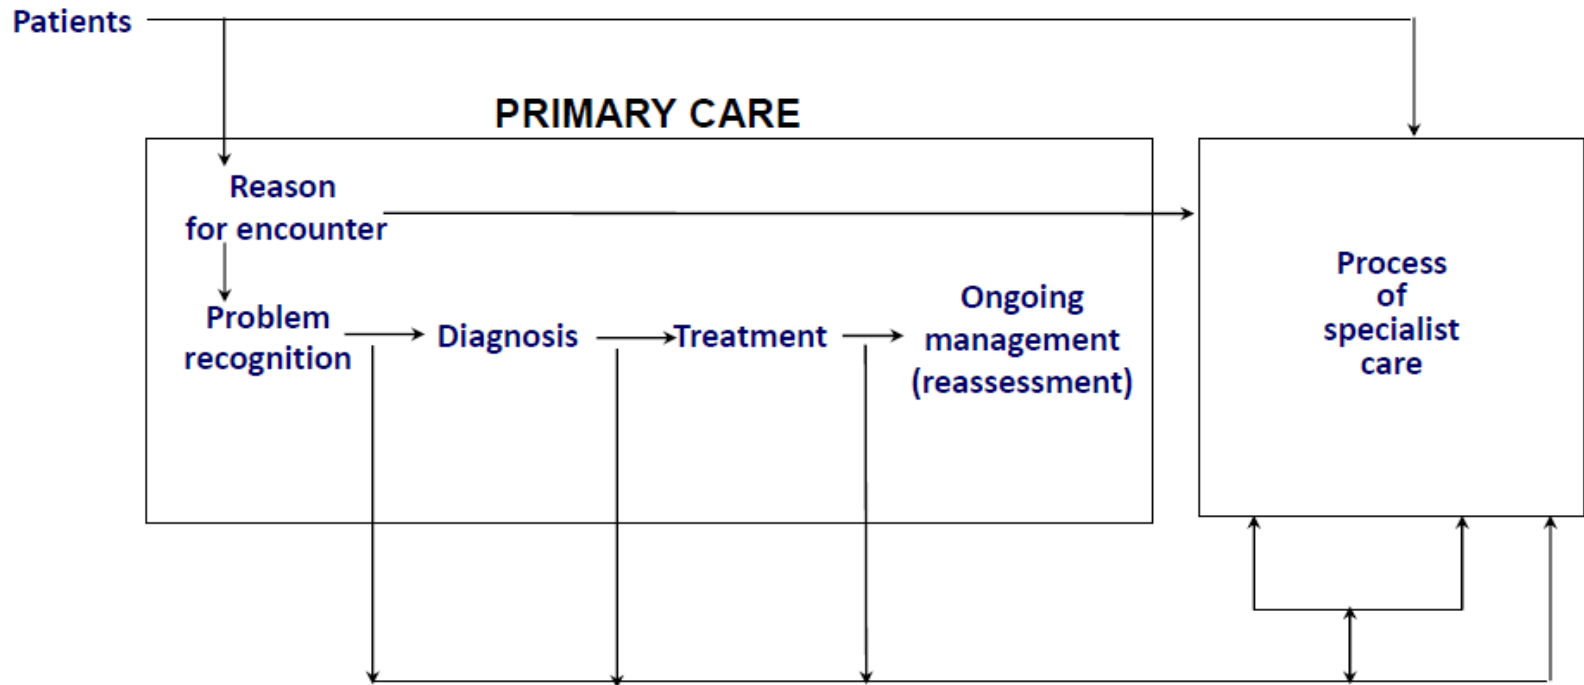 Patients
PRIMARY CARE
Reason
for encounter
Problem
recognition
Diagnosis
Treatment
Ongoing
management
(reassessment)
Process
of
specialist
care